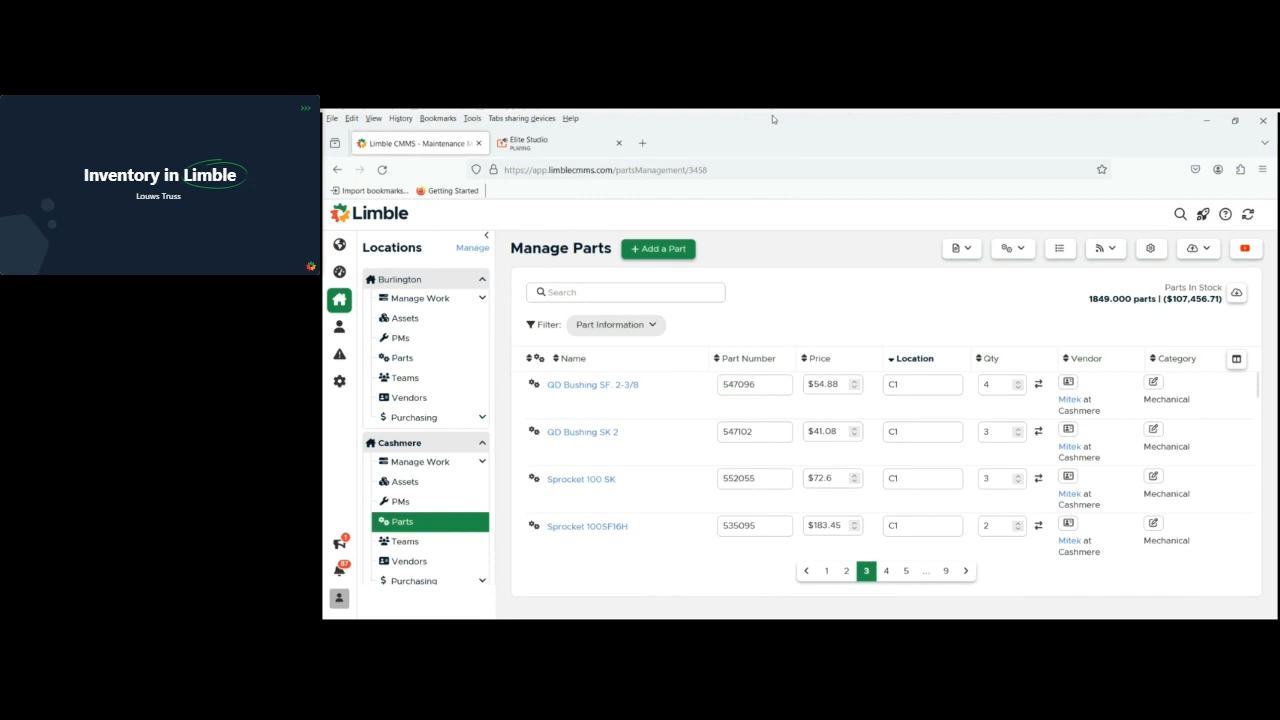 >>>
Inventory in Limble
Louws Truss
File Edit View History Bookmarks Tools Tabs sharing devices Help
Limble CMMS - Maintenance M
Elite Studio
PLAYING
https://app.limblecmms.com/partsManagement/3458
Import bookmarks... Getting Started
Limble
Locations Manage
Burlington
Manage Work
Assets
PMs
Parts
Teams
Vendors
$ Purchasing
Cashmere
Manage Work
Assets
PMs
Parts
Teams
Vendors
$ Purchasing
1
87
Manage Parts + Add a Part
Search
Parts In Stock
1849.000 parts | ($107,456.71)
Filter: Part Information
Name Part Number Price Location Qty Vendor Category
QD Bushing SF. 2-3/8 547096 $54.88 C1 4 Mitek at Cashmere Mechanical
QD Bushing SK 2 547102 $41.08 C1 3 Mitek at Cashmere Mechanical
Sprocket 100 SK 552055 $72.6 C1 3 Mitek at Cashmere Mechanical
Sprocket 100SF16H 535095 $183.45 C1 2 Mitek at Cashmere Mechanical
1 2 3 4 5 ... 9